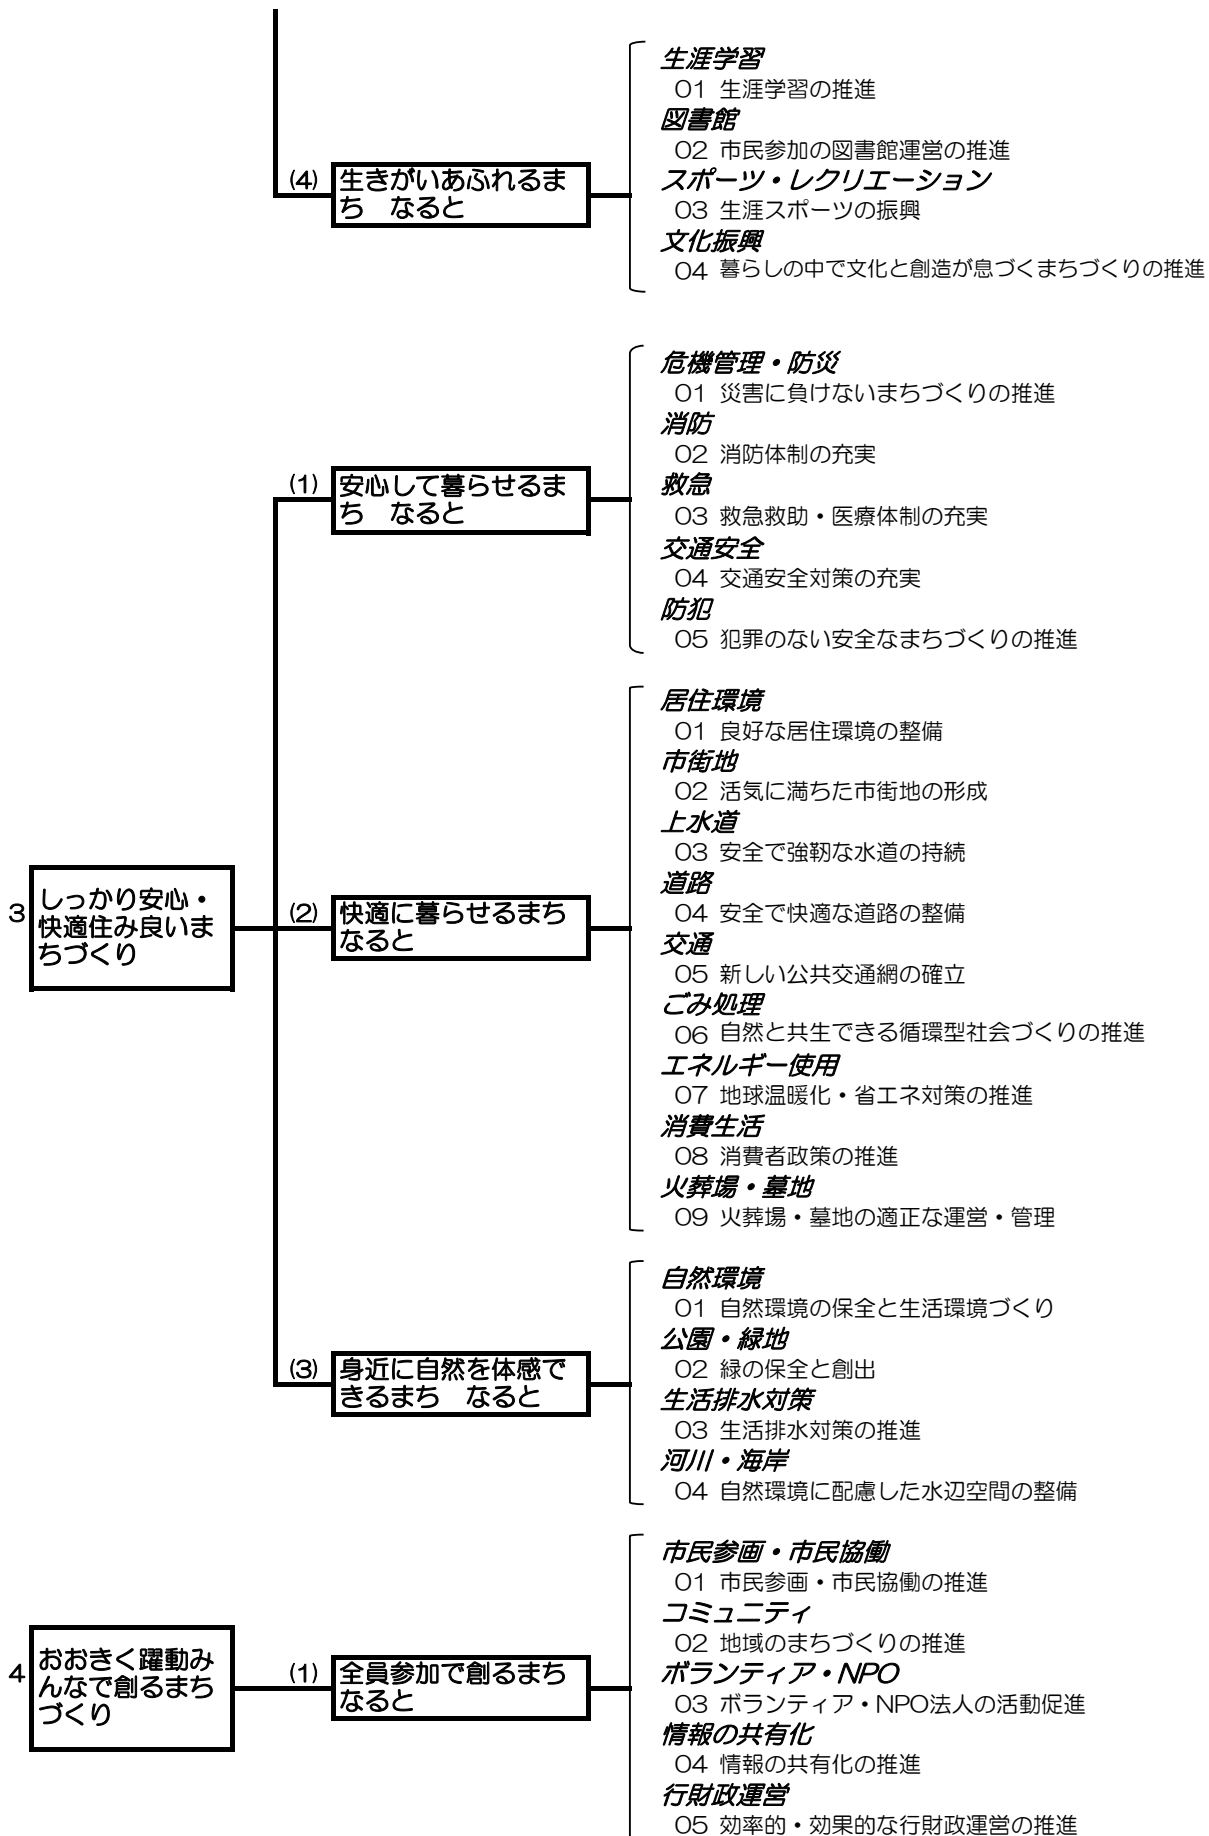 (4)
生きがいあふれるま
ち　なると
生涯学習
01 生涯学習の推進
図書館
02 市民参加の図書館運営の推進
スポーツ・レクリエーション
03 生涯スポーツの振興
文化振興
04 暮らしの中で文化と創造が息づくまちづくりの推進
3
しっかり安心・
快適住み良いま
ちづくり
(1)
安心して暮らせるま
ち　なると
危機管理・防災
01 災害に負けないまちづくりの推進
消防
02 消防体制の充実
救急
03 救急救助・医療体制の充実
交通安全
04 交通安全対策の充実
防犯
05 犯罪のない安全なまちづくりの推進
(2)
快適に暮らせるまち
なると
居住環境
01 良好な居住環境の整備
市街地
02 活気に満ちた市街地の形成
上水道
03 安全で強靭な水道の持続
道路
04 安全で快適な道路の整備
交通
05 新しい公共交通網の確立
ごみ処理
06 自然と共生できる循環型社会づくりの推進
エネルギー使用
07 地球温暖化・省エネ対策の推進
消費生活
08 消費者政策の推進
火葬場・墓地
09 火葬場・墓地の適正な運営・管理
(3)
身近に自然を体感で
きるまち　なると
自然環境
01 自然環境の保全と生活環境づくり
公園・緑地
02 緑の保全と創出
生活排水対策
03 生活排水対策の推進
河川・海岸
04 自然環境に配慮した水辺空間の整備
4
おおきく躍動み
んなで創るまち
づくり
(1)
全員参加で創るまち
なると
市民参画・市民協働
01 市民参画・市民協働の推進
コミュニティ
02 地域のまちづくりの推進
ボランティア・NPO
03 ボランティア・NPO法人の活動促進
情報の共有化
04 情報の共有化の推進
行財政運営
05 効率的・効果的な行財政運営の推進